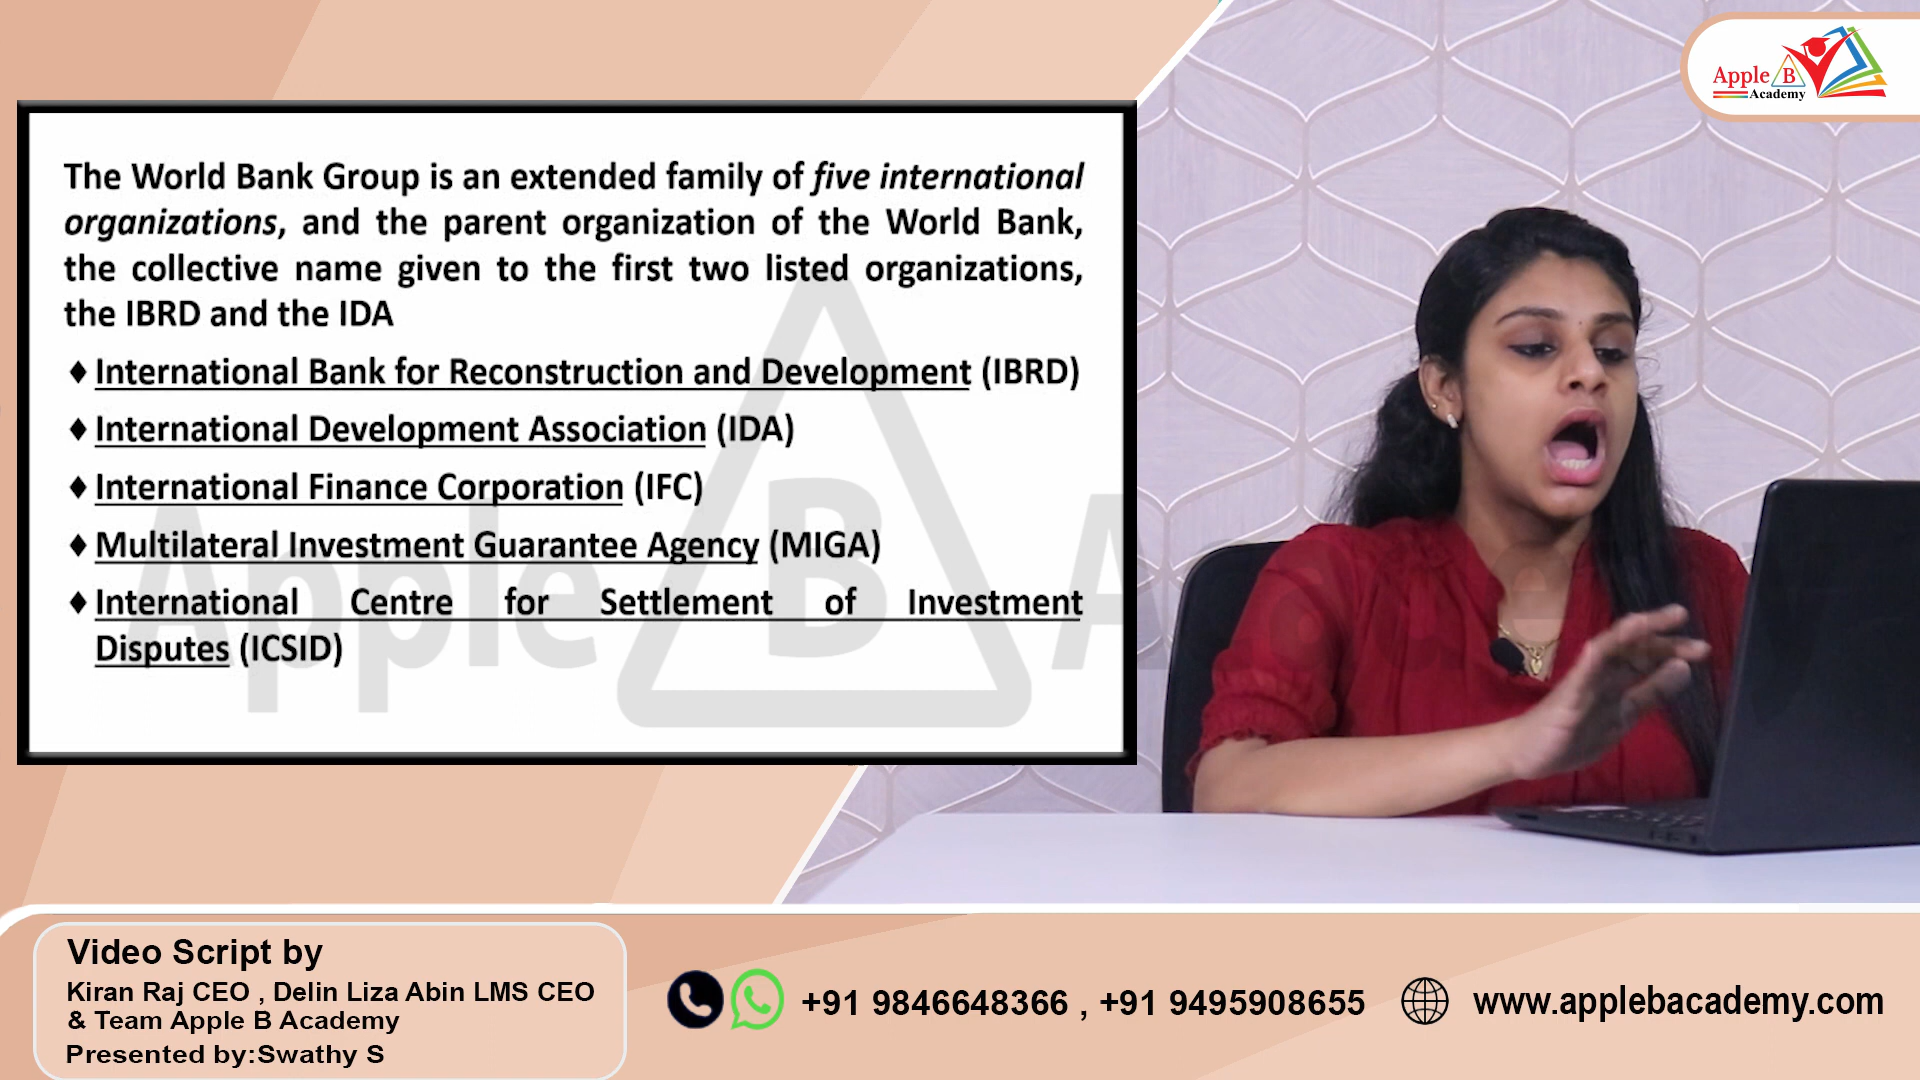 Apple B
Academy
The World Bank Group is an extended family of five international
organizations, and the parent organization of the World Bank,
the collective name given to the first two listed organizations,
the IBRD and the IDA
♦ International Bank for Reconstruction and Development (IBRD)
♦ International Development Association (IDA)
♦ International Finance Corporation (IFC)
♦ Multilateral Investment Guarantee Agency (MIGA)
♦ International Centre for Settlement of Investment
Disputes (ICSID)
Apple B A
Video Script by
Kiran Raj CEO , Delin Liza Abin LMS CEO
& Team Apple B Academy
Presented by:Swathy S
+91 9846648366 , +91 9495908655
www.applebacademy.com